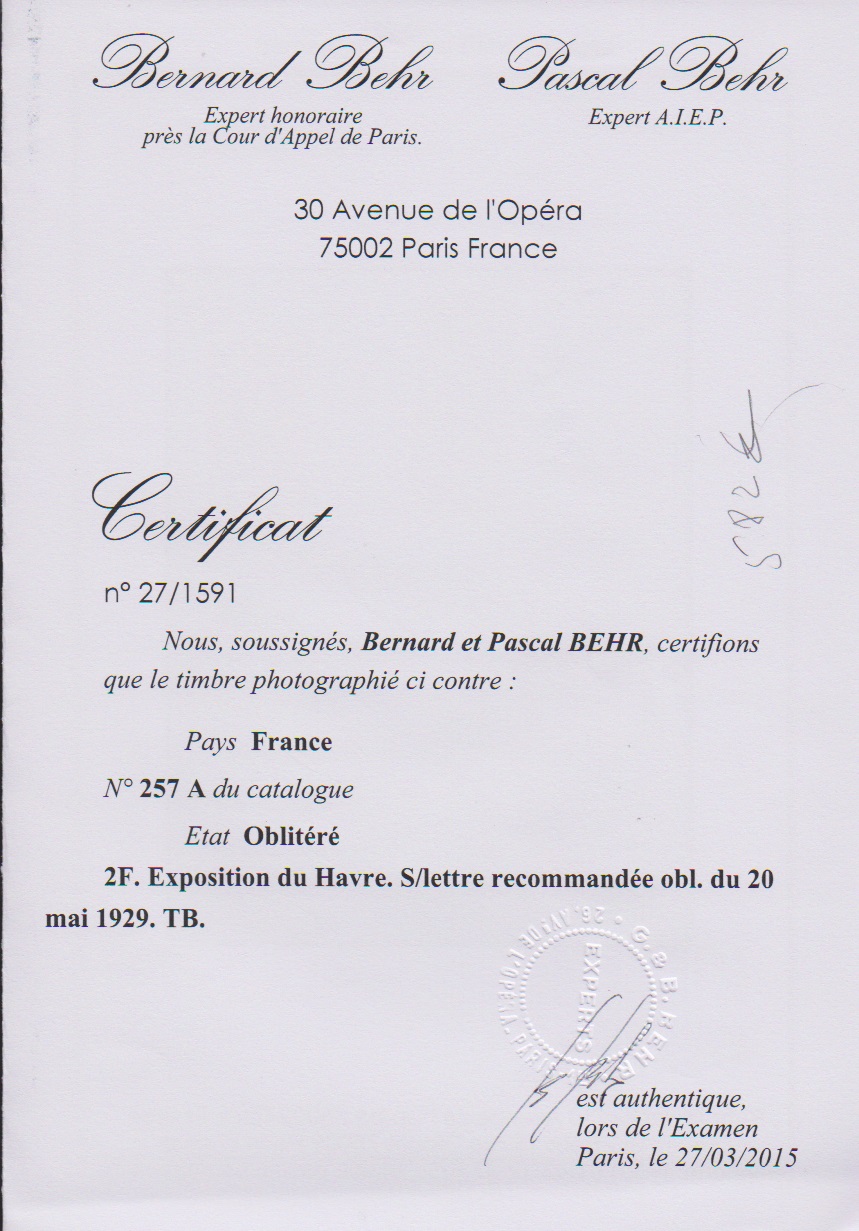 Bernard Behr
Expert honoraire
près la Cour d'Appel de Paris.
Pascal Behr
Expert A.I.E.P.
30 Avenue de l'Opéra
75002 Paris France
582
Certificat
n° 27/1591
Nous, soussignés, Bernard et Pascal BEHR, certifions
que le timbre photographié ci contre :
Pays France
N° 257 A du catalogue
Etat Oblitéré
2F. Exposition du Havre. S/lettre recommandée obl. du 20
mai 1929. TB.
G. & B. BEHR
EXPERTS
est authentique,
lors de l'Examen
Paris, le 27/03/2015